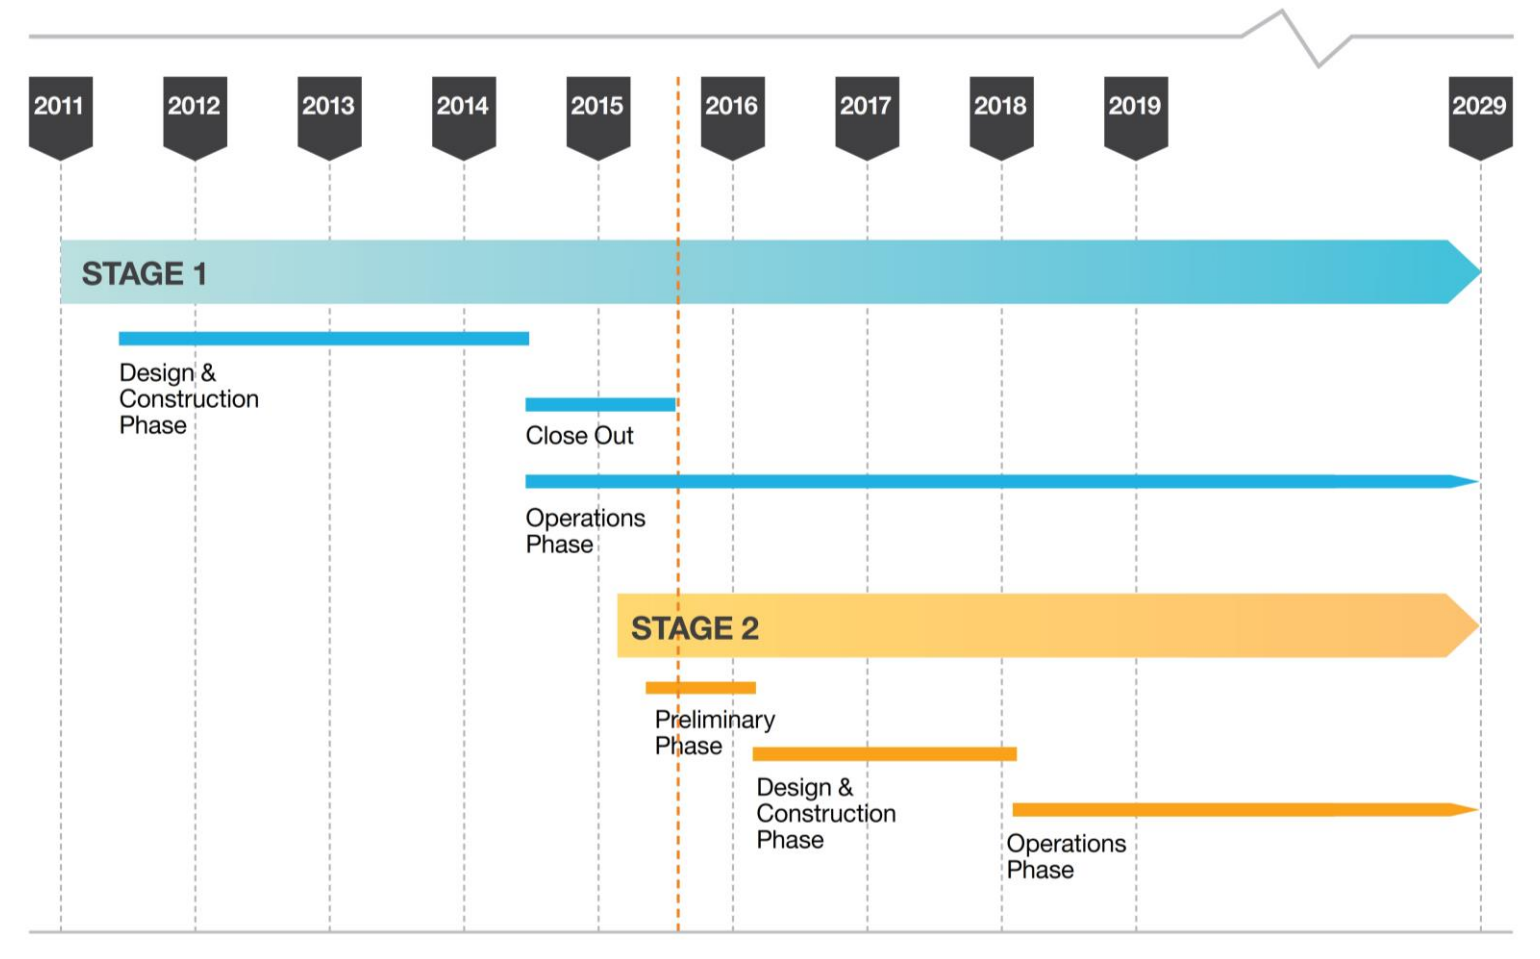 2011 2012 2013 2014 2015 2016 2017 2018 2019 2029
STAGE 1
Design &
Construction
Phase
Close Out
Operations
Phase
STAGE 2
Preliminary
Phase
Design &
Construction
Phase
Operations
Phase